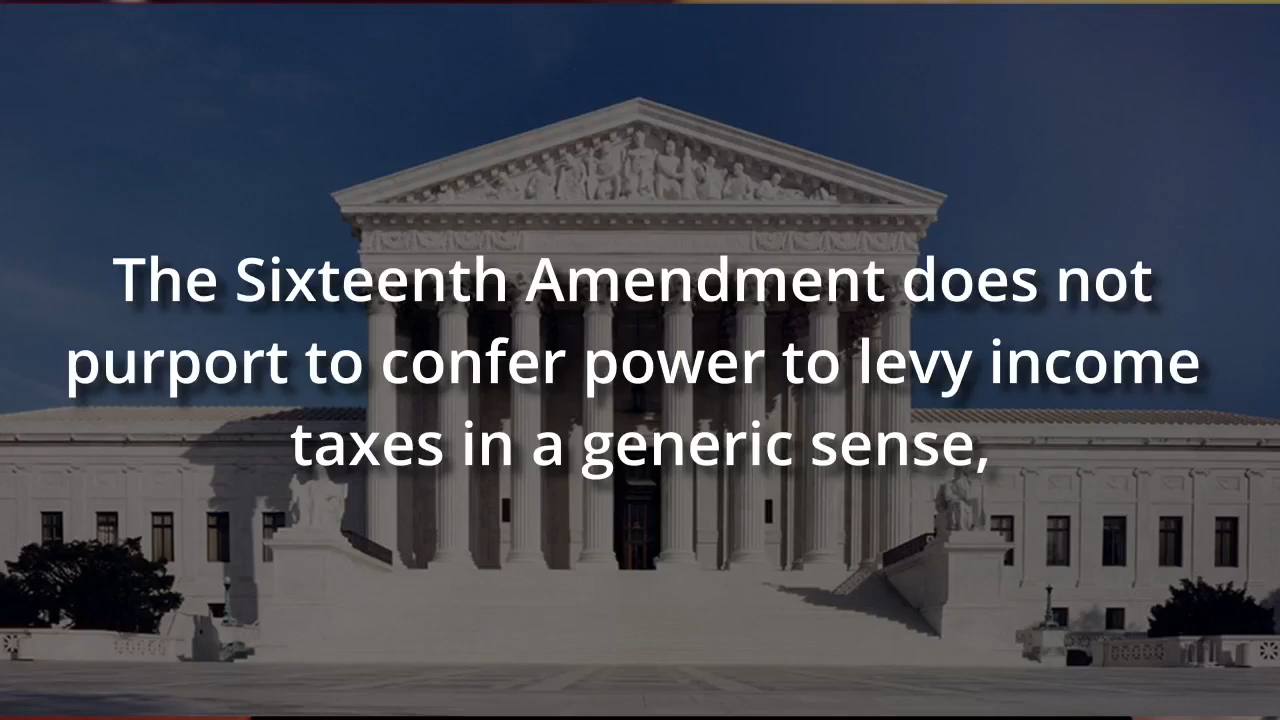 The Sixteenth Amendment does not
purport to confer power to levy income
taxes in a generic sense,